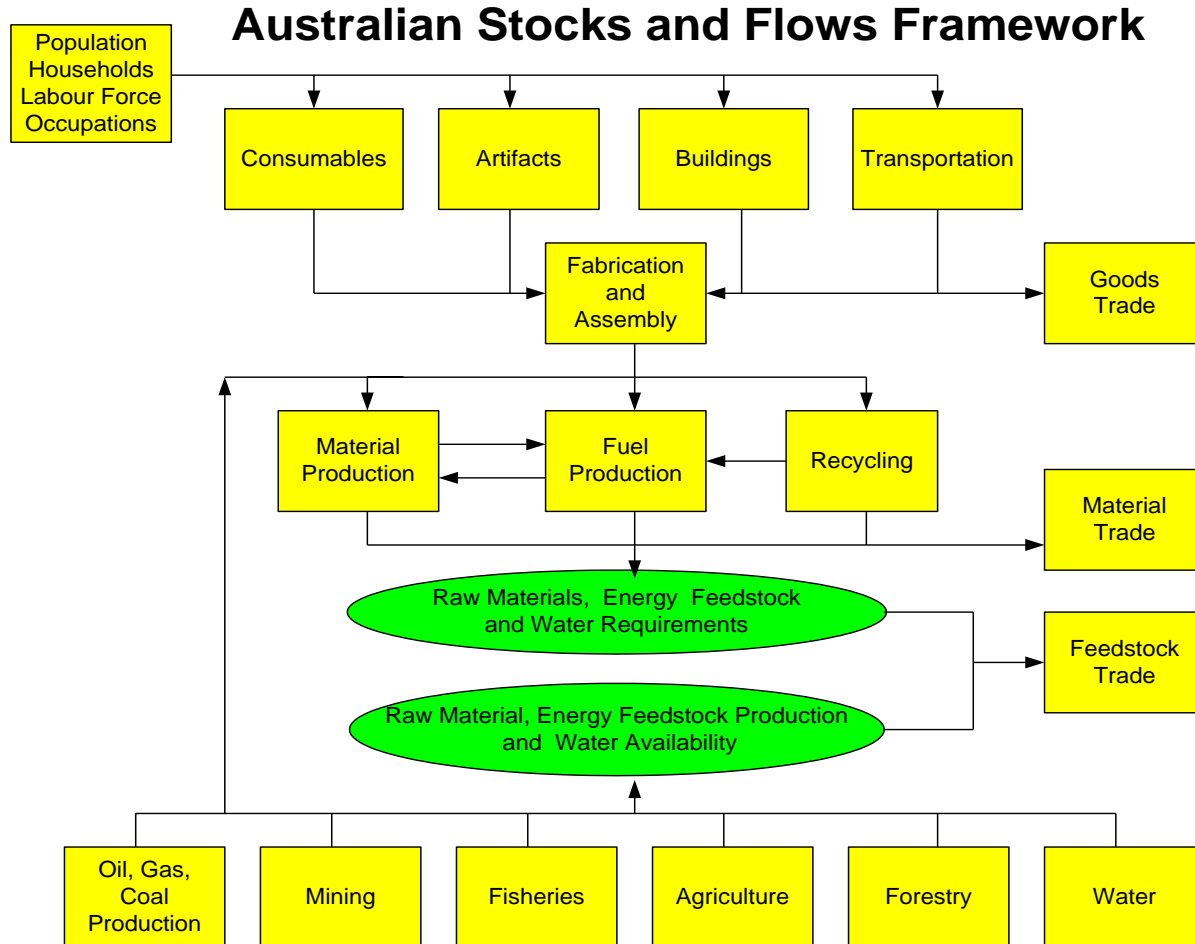 Australian Stocks and Flows Framework
Population
Households
Labour Force
Occupations
Consumables
Artifacts
Buildings
Transportation
Fabrication
and
Assembly
Goods
Trade
Material
Production
Fuel
Production
Recycling
Material
Trade
Raw Materials, Energy Feedstock
and Water Requirements
Feedstock
Trade
Raw Material, Energy Feedstock Production
and Water Availability
Oil, Gas,
Coal
Production
Mining
Fisheries
Agriculture
Forestry
Water